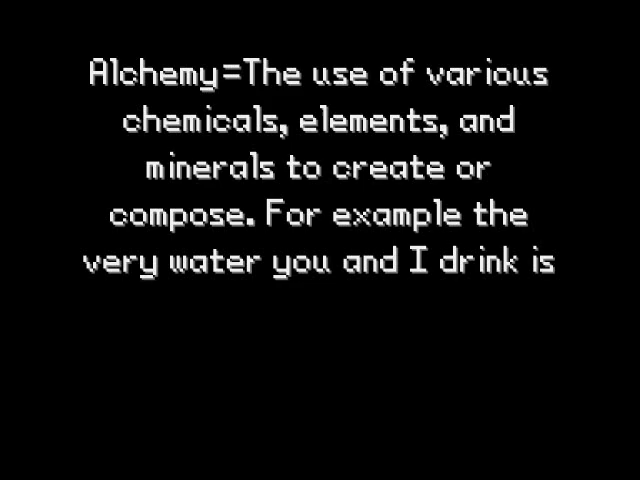 Alchemy=The use of various
chemicals, elements, and
minerals to create or
compose. For example the
very water you and I drink is